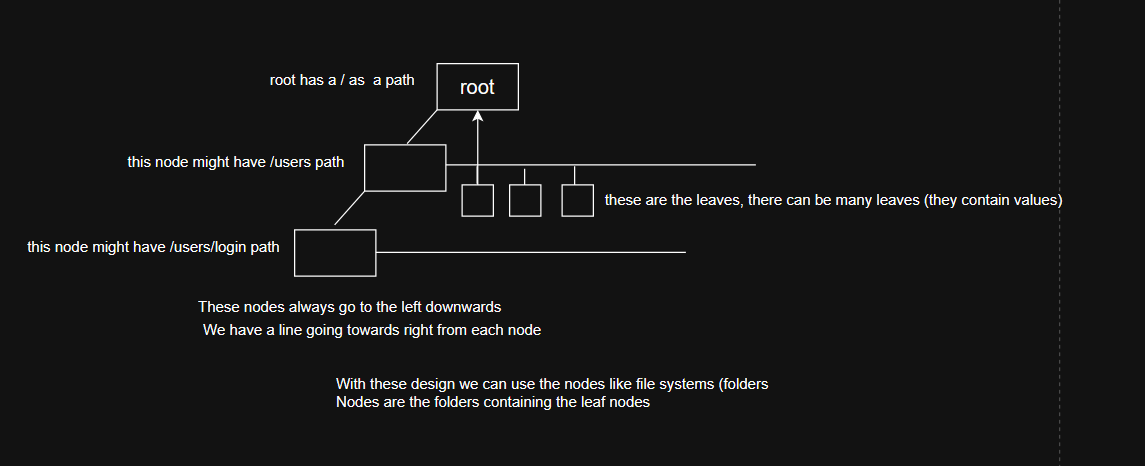 root has a / as a path
root
this node might have /users path
these are the leaves, there can be many leaves (they contain values)
this node might have /users/login path
These nodes always go to the left downwards
We have a line going towards right from each node
With these design we can use the nodes like file systems (folders
Nodes are the folders containing the leaf nodes